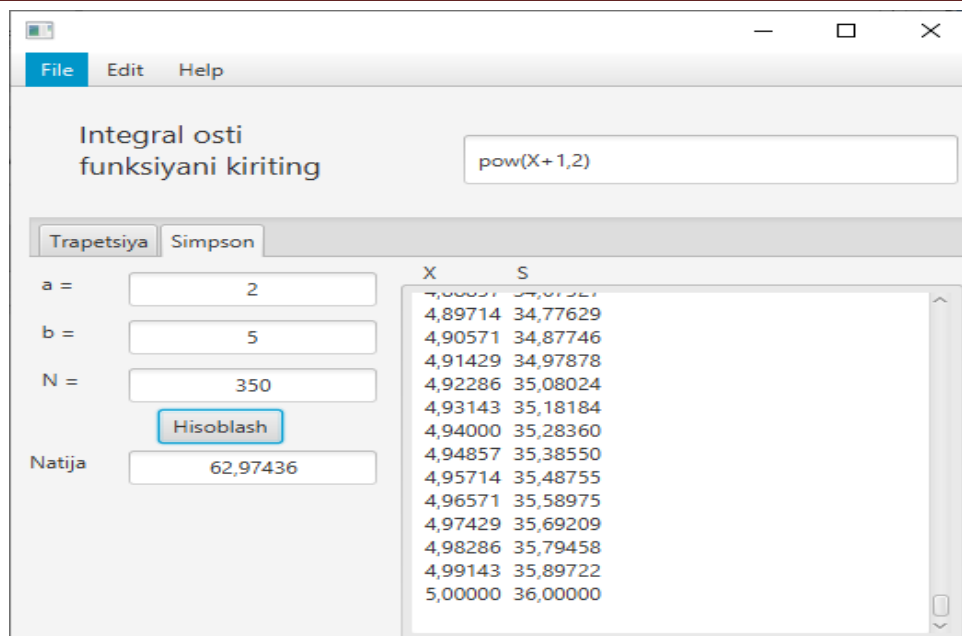 File Edit Help
Integral osti
funksiyani kiriting
pow(X+1,2)
Trapetsiya Simpson
a = 2
b = 5
N = 350
Hisoblash
Natija 62,97436
X S
4,89714 34,77629
4,90571 34,87746
4,91429 34,97878
4,92286 35,08024
4,93143 35,18184
4,94000 35,28360
4,94857 35,38550
4,95714 35,48755
4,96571 35,58975
4,97429 35,69209
4,98286 35,79458
4,99143 35,89722
5,00000 36,00000